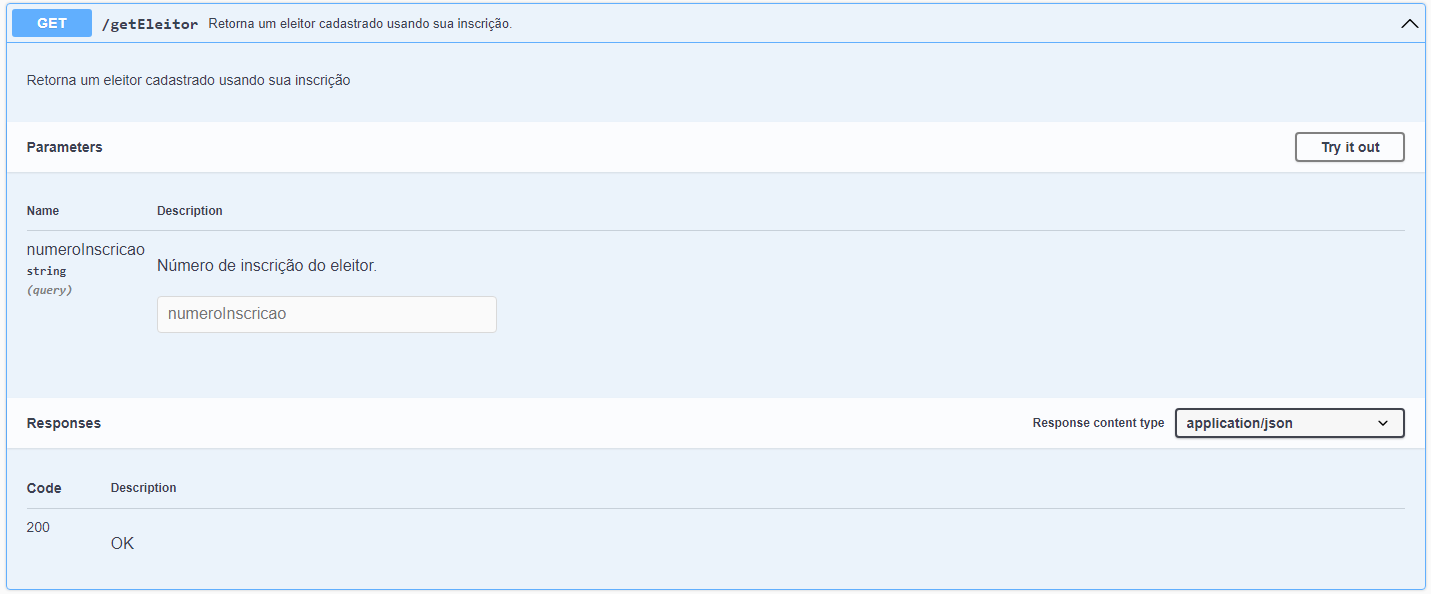 GET /getEleitor Retorna um eleitor cadastrado usando sua inscrição.
Retorna um eleitor cadastrado usando sua inscrição
Parameters Try it out
Name Description
numeroInscricao
string
(query)
Número de inscrição do eleitor.
numeroInscricao
Responses Response content type application/json
Code Description
200
OK